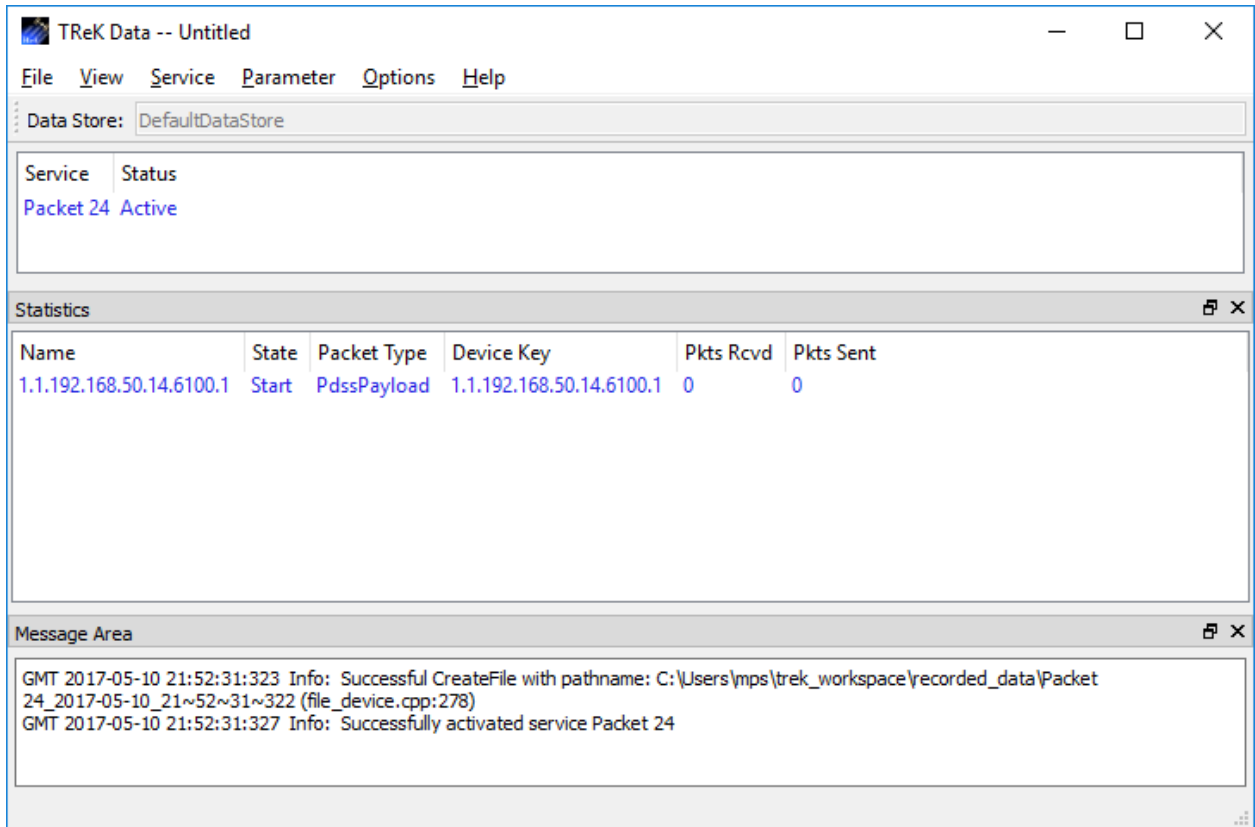 TReK Data -- Untitled
File View Service Parameter Options Help
Data Store: DefaultDataStore
Service Status
Packet 24 Active
Statistics
Name State Packet Type Device Key Pkts Rcvd Pkts Sent
1.1.192.168.50.14.6100.1 Start PdssPayload 1.1.192.168.50.14.6100.1 0 0
Message Area
GMT 2017-05-10 21:52:31:323 Info: Successful CreateFile with pathname: C:\Users\mps\trek_workspace\recorded_data\Packet
24_2017-05-10_21~52~31~322 (file_device.cpp:278)
GMT 2017-05-10 21:52:31:327 Info: Successfully activated service Packet 24